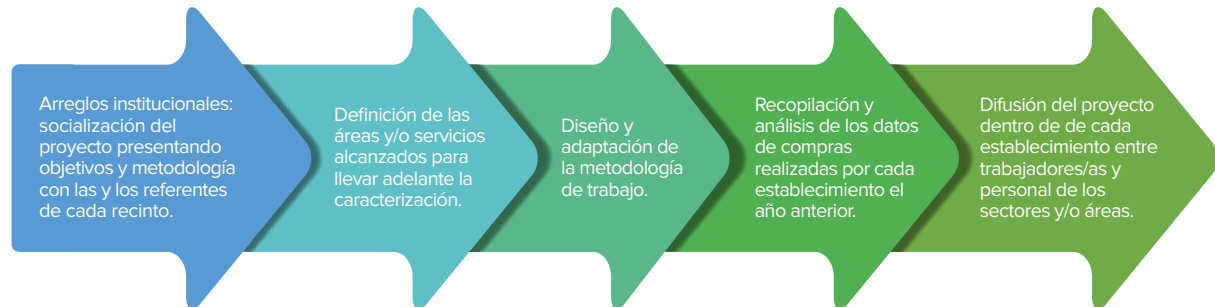 Arreglos institucionales:
socialización del
proyecto presentando
objetivos y metodología
con las y los referentes
de cada recinto.
Definición de las
áreas y/o servicios
alcanzados para
llevar adelante la
caracterización.
Diseño y
adaptación de
la metodología
de trabajo.
Recopilación y
análisis de los datos
de compras
realizadas por cada
establecimiento el
año anterior.
Difusión del proyecto
dentro de de cada
establecimiento entre
trabajadores/as y
personal de los
sectores y/o áreas.